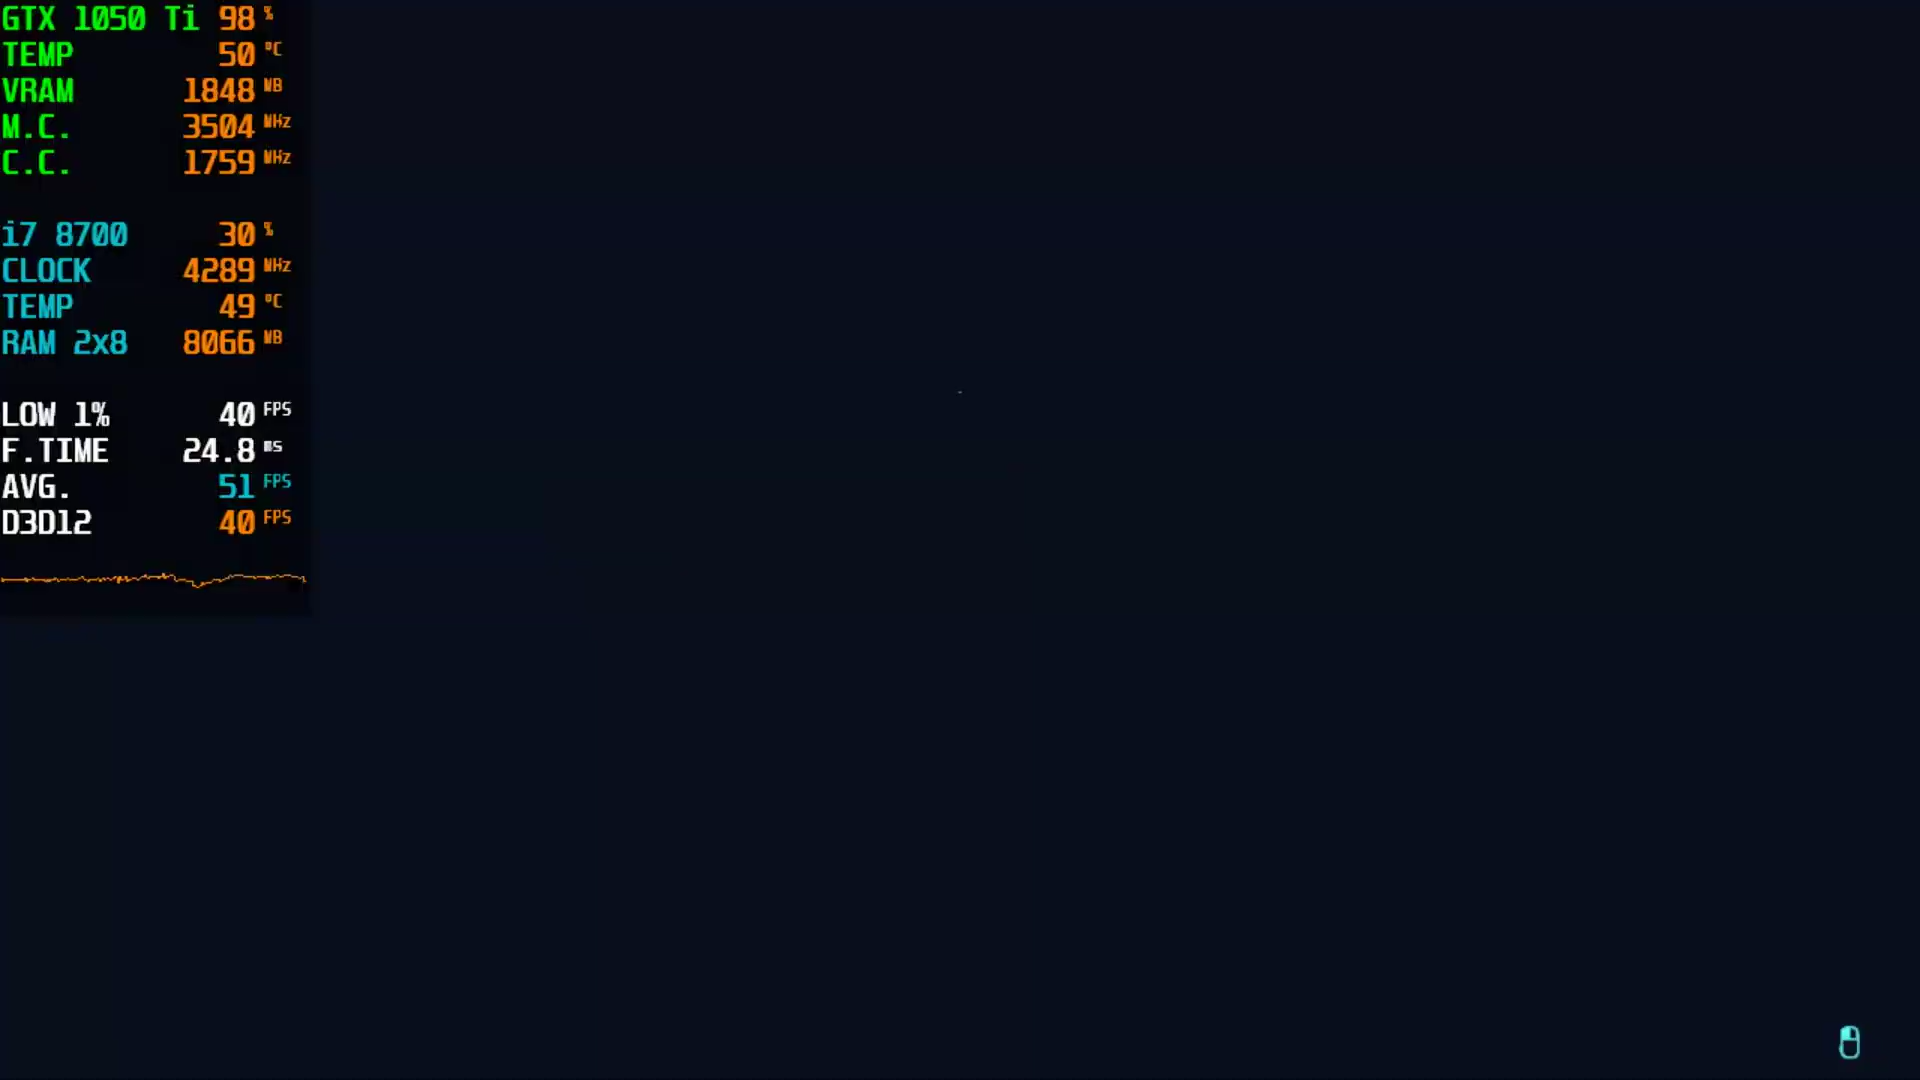 GTX 1050 Ti 98 %
TEMP 50 °C
VRAM 1848 MB
M.C. 3504 MHz
C.C. 1759 MHz
i7 8700 30 %
CLOCK 4289 MHz
TEMP 49 °C
RAM 2x8 8066 MB
LOW 1% 40 FPS
F.TIME 24.8 ms
AVG. 51 FPS
D3D12 40 FPS